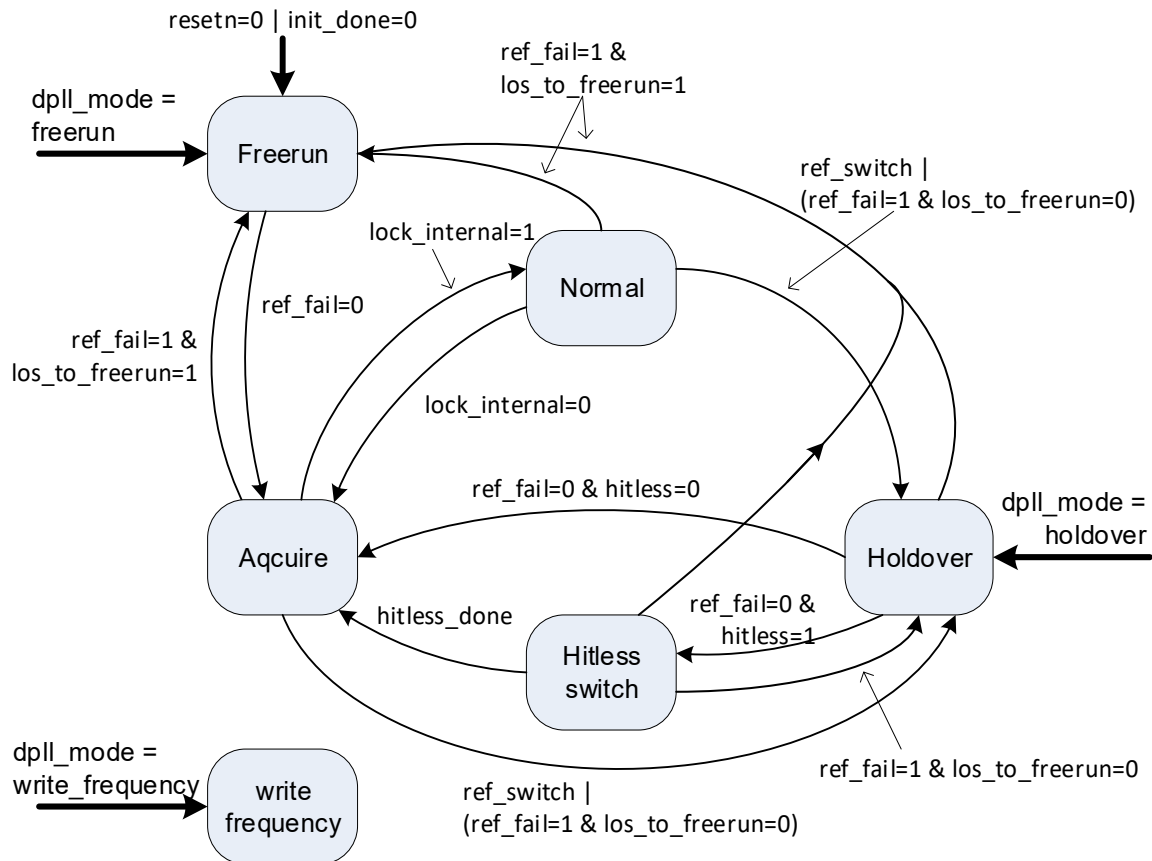 resetn=0 | init_done=0
ref_fail=1 &
los_to_freerun=1
dpll_mode =
freerun
Freerun
ref_switch |
(ref_fail=1 & los_to_freerun=0)
lock_internal=1
Normal
ref_fail=0
ref_fail=1 &
los_to_freerun=1
lock_internal=0
ref_fail=0 & hitless=0
dpll_mode =
holdover
Aqcuire
Holdover
hitless_done
ref_fail=0 &
hitless=1
Hitless
switch
dpll_mode =
write_frequency
write
frequency
ref_fail=1 & los_to_freerun=0
ref_switch |
(ref_fail=1 & los_to_freerun=0)